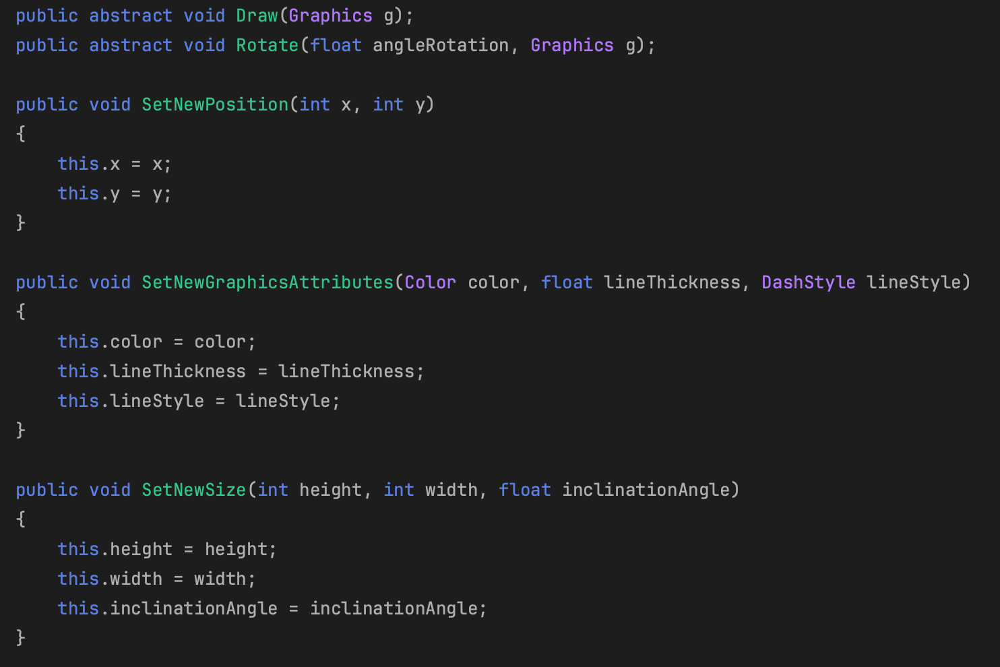 public abstract void Draw(Graphics g);
public abstract void Rotate(float angleRotation, Graphics g);

public void SetNewPosition(int x, int y)
{
    this.x = x;
    this.y = y;
}

public void SetNewGraphicsAttributes(Color color, float lineThickness, DashStyle lineStyle)
{
    this.color = color;
    this.lineThickness = lineThickness;
    this.lineStyle = lineStyle;
}

public void SetNewSize(int height, int width, float inclinationAngle)
{
    this.height = height;
    this.width = width;
    this.inclinationAngle = inclinationAngle;
}